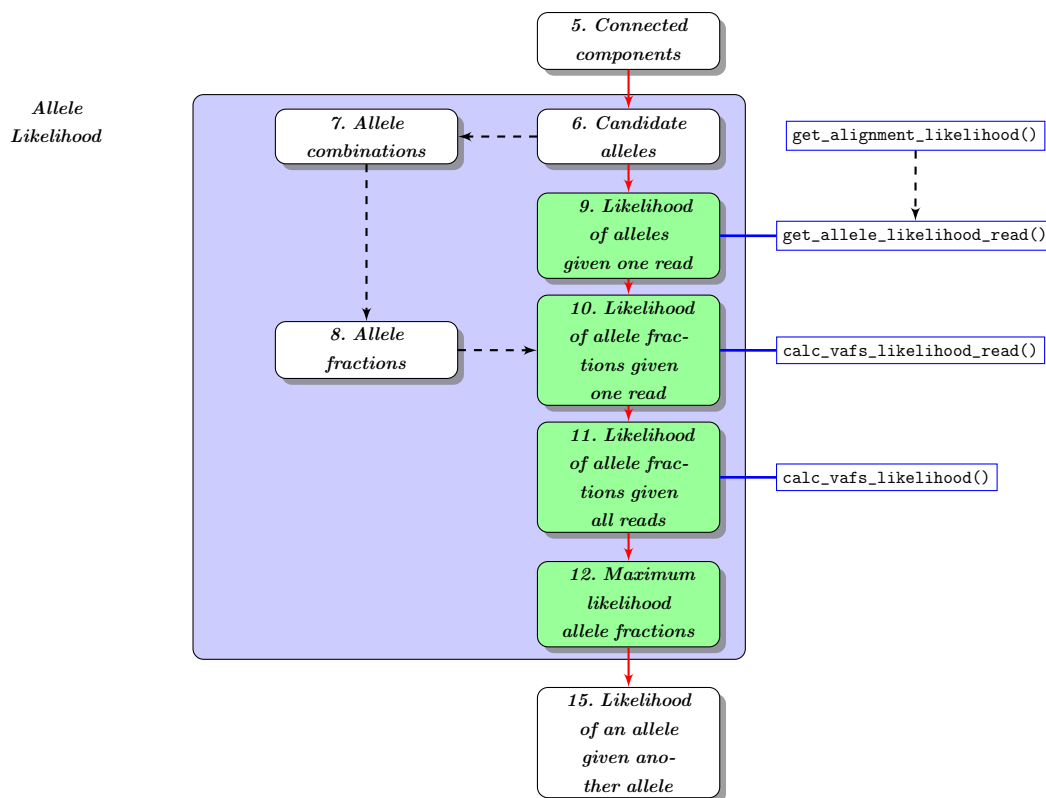 5. Connected
components
Allele
Likelihood
7. Allele
combinations
6. Candidate
alleles
get_alignment_likelihood()
9. Likelihood
of alleles
given one read
get_allele_likelihood_read()
8. Allele
fractions
10. Likelihood
of allele frac-
tions given
one read
calc_vafs_likelihood_read()
11. Likelihood
of allele frac-
tions given
all reads
calc_vafs_likelihood()
12. Maximum
likelihood
allele fractions
15. Likelihood
of an allele
given ano-
ther allele